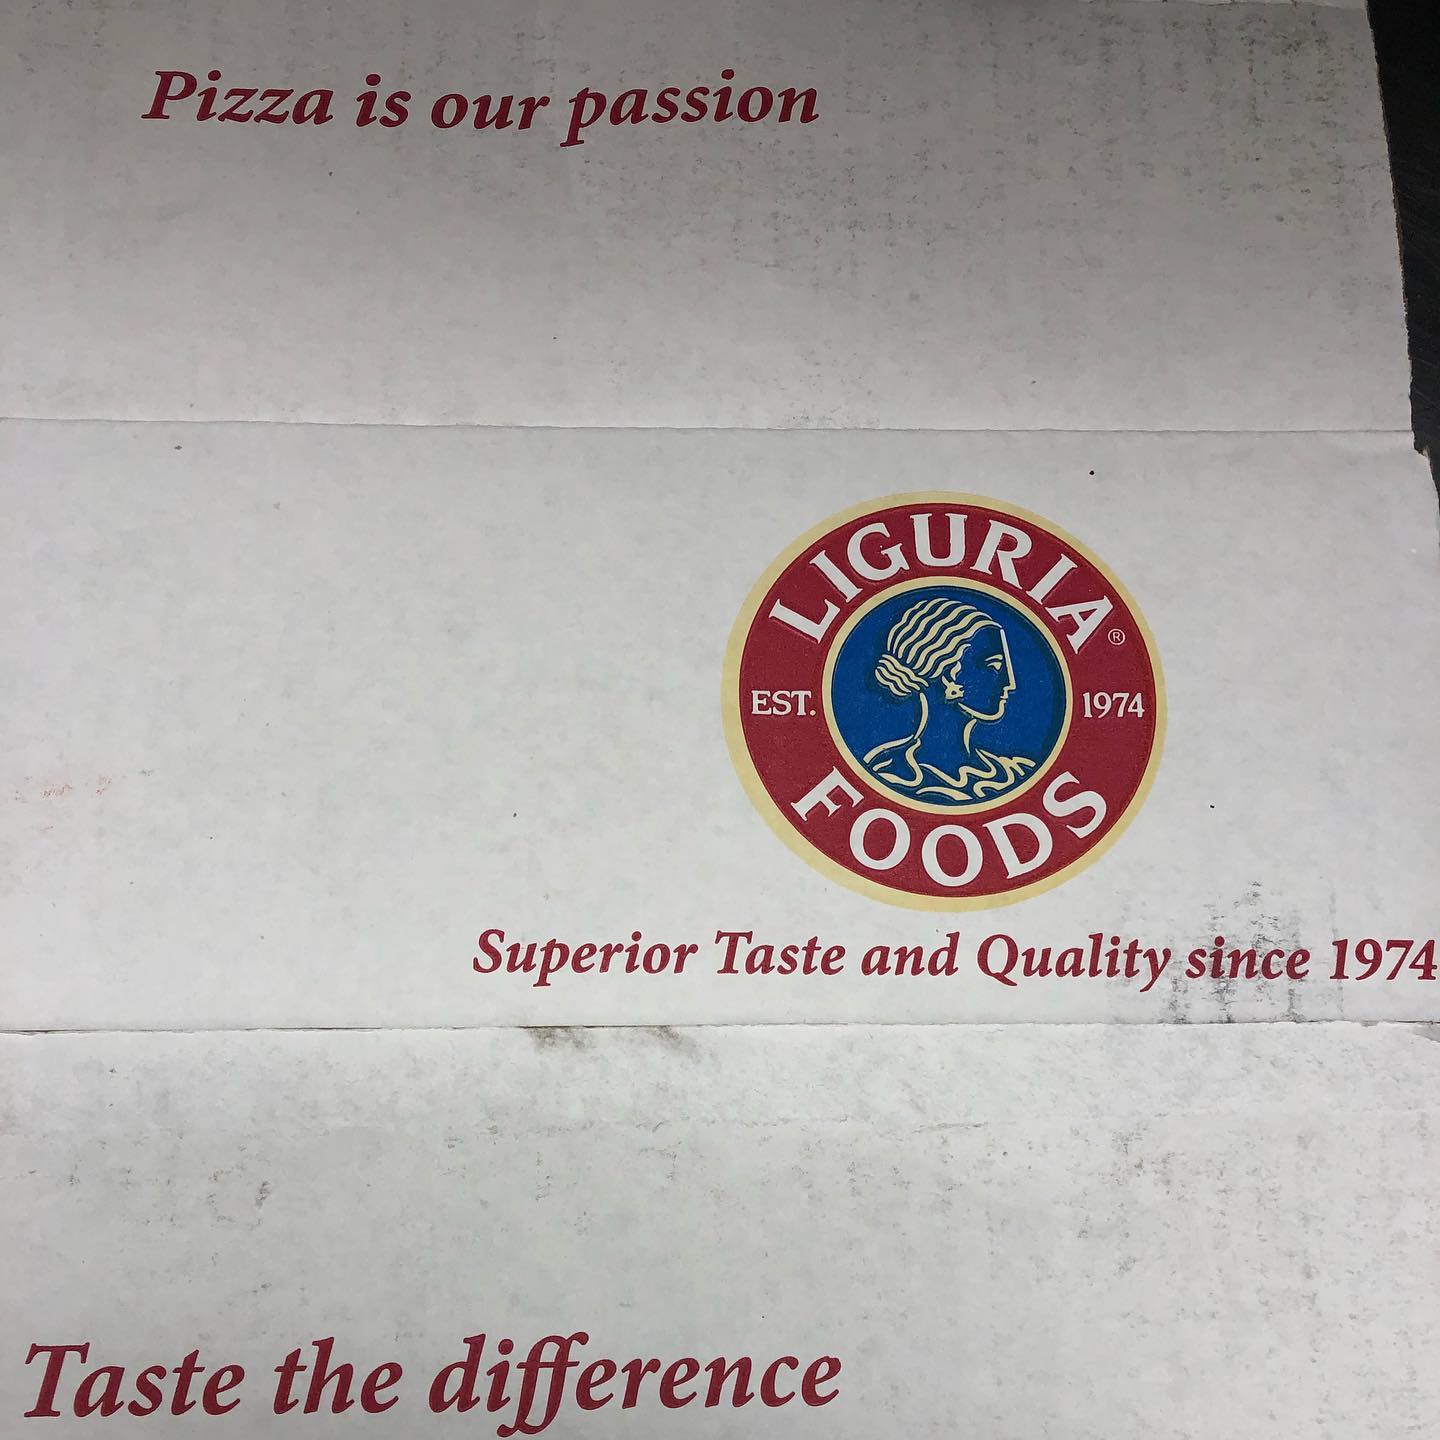 Pizza is our passion
LIGURIA®
EST. 1974
FOODS
Superior Taste and Quality since 1974
Taste the difference